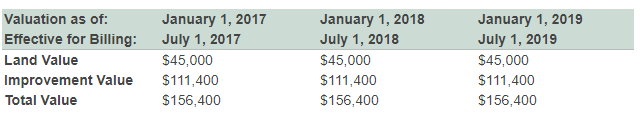 Valuation as of: January 1, 2017 January 1, 2018 January 1, 2019
Effective for Billing: July 1, 2017 July 1, 2018 July 1, 2019
Land Value $45,000 $45,000 $45,000
Improvement Value $111,400 $111,400 $111,400
Total Value $156,400 $156,400 $156,400